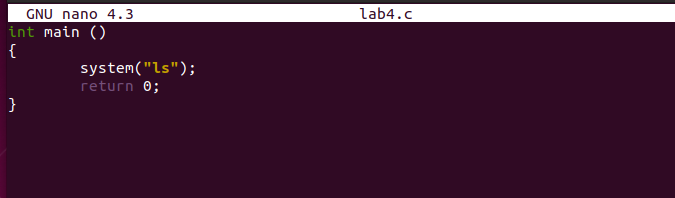 GNU nano 4.3 lab4.c
int main ()
{
system("ls");
return 0;
}